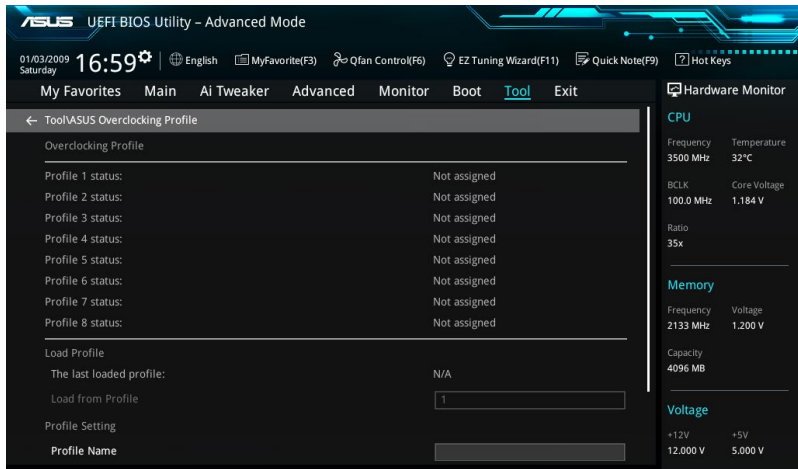 ASUS UEFI BIOS Utility – Advanced Mode
01/03/2009
Saturday
16:59
English
MyFavorite(F3)
Qfan Control(F6)
EZ Tuning Wizard(F11)
Quick Note(F9)
? Hot Keys
My Favorites Main Ai Tweaker Advanced Monitor Boot Tool Exit
Tool\ASUS Overclocking Profile
Overclocking Profile
Profile 1 status: Not assigned
Profile 2 status: Not assigned
Profile 3 status: Not assigned
Profile 4 status: Not assigned
Profile 5 status: Not assigned
Profile 6 status: Not assigned
Profile 7 status: Not assigned
Profile 8 status: Not assigned
Load Profile
The last loaded profile: N/A
Load from Profile 1
Profile Setting
Profile Name
Hardware Monitor
CPU
Frequency Temperature
3500 MHz 32°C
BCLK Core Voltage
100.0 MHz 1.184 V
Ratio
35x
Memory
Frequency Voltage
2133 MHz 1.200 V
Capacity
4096 MB
Voltage
+12V +5V
12.000 V 5.000 V